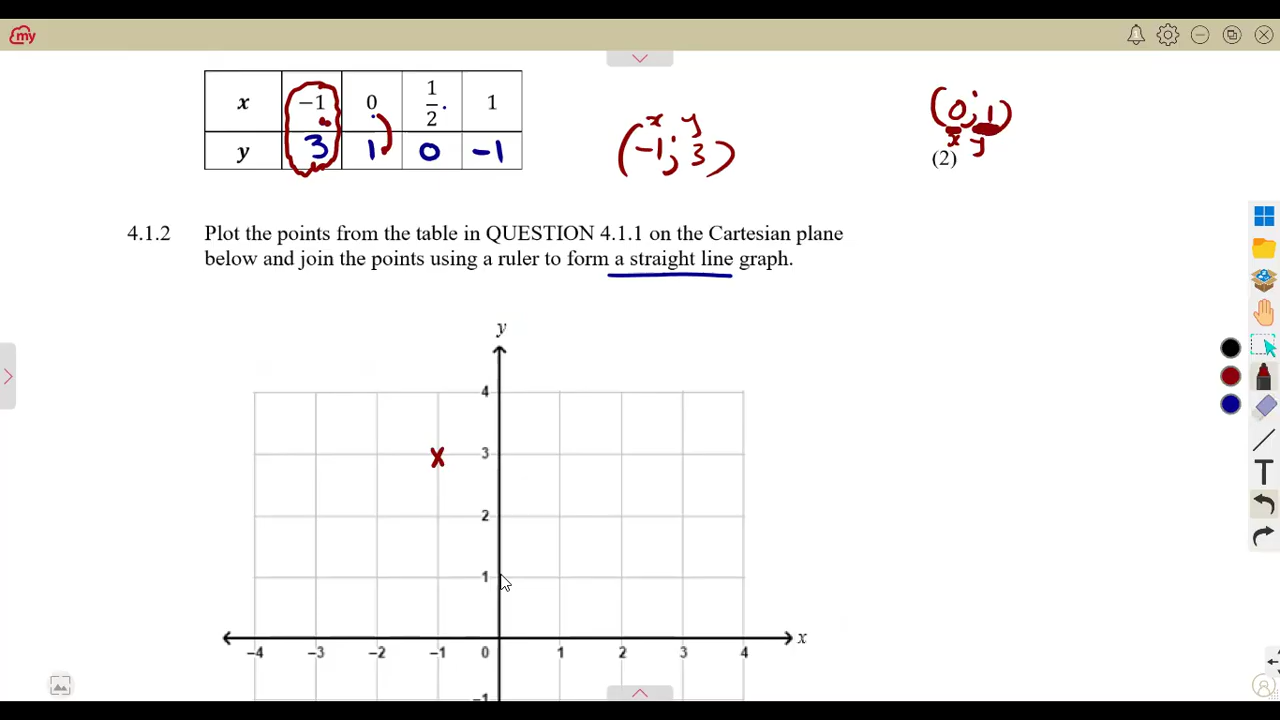 my
x −1 0 1/2 1
y 3 1 0 -1
x y
(-1; 3)
(0; 1)
x y
(2)
4.1.2 Plot the points from the table in QUESTION 4.1.1 on the Cartesian plane
below and join the points using a ruler to form a straight line graph.
y
4
x 3
2
1
x
−4 −3 −2 −1 0 1 2 3 4
−1
T